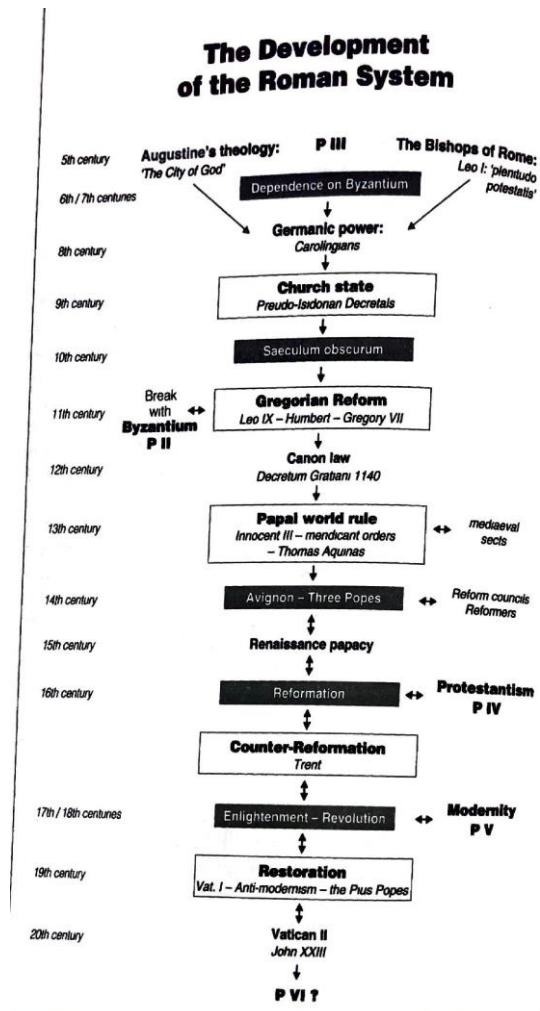 The Development
of the Roman System
5th century
Augustine's theology:
'The City of God'
P III
The Bishops of Rome:
Leo I: 'plenitudo
potestatis'
6th / 7th centuries
Dependence on Byzantium
8th century
Germanic power:
Carolingians
9th century
Church state
Pseudo-Isidorian Decretals
10th century
Saeculum obscurum
11th century
Break
with
Byzantium
P II
Gregorian Reform
Leo IX – Humbert – Gregory VII
12th century
Canon law
Decretum Gratiani 1140
13th century
Papal world rule
Innocent III – mendicant orders
– Thomas Aquinas
mediaeval
sects
14th century
Avignon – Three Popes
Reform councils
Reformers
15th century
Renaissance papacy
16th century
Reformation
Protestantism
P IV
Counter-Reformation
Trent
17th / 18th centuries
Enlightenment – Revolution
Modernity
P V
19th century
Restoration
Vat. I – Anti-modernism – the Pius Popes
20th century
Vatican II
John XXIII
P VI ?